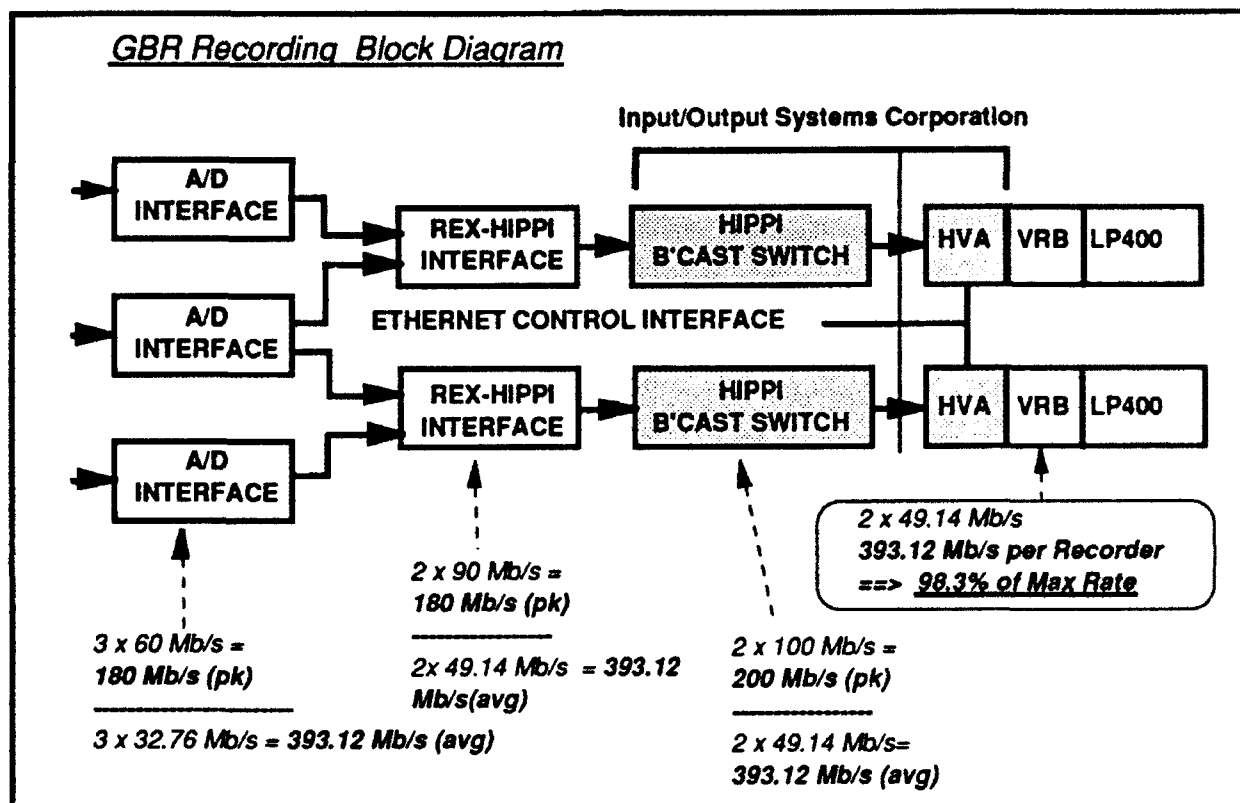 GBR Recording Block Diagram
Input/Output Systems Corporation
A/D
INTERFACE
REX-HIPPI
INTERFACE
HIPPI
B'CAST SWITCH
HVA
VRB
LP400
A/D
INTERFACE
ETHERNET CONTROL INTERFACE
REX-HIPPI
INTERFACE
HIPPI
B'CAST SWITCH
HVA
VRB
LP400
A/D
INTERFACE
2 x 49.14 Mb/s
393.12 Mb/s per Recorder
==> 98.3% of Max Rate
2 x 90 Mb/s =
180 Mb/s (pk)
2x 49.14 Mb/s = 393.12
Mb/s(avg)
3 x 60 Mb/s =
180 Mb/s (pk)
3 x 32.76 Mb/s = 393.12 Mb/s (avg)
2 x 100 Mb/s =
200 Mb/s (pk)
2 x 49.14 Mb/s=
393.12 Mb/s (avg)